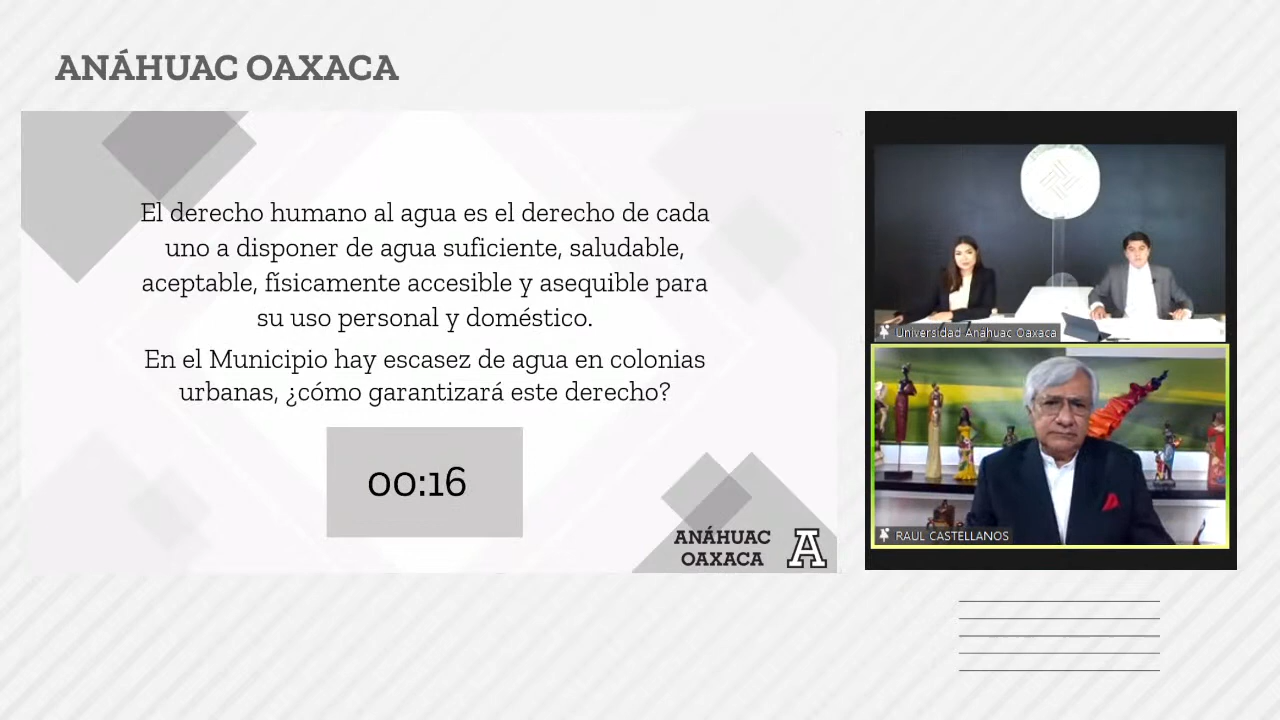 ANÁHUAC OAXACA
El derecho humano al agua es el derecho de cada
uno a disponer de agua suficiente, saludable,
aceptable, físicamente accesible y asequible para
su uso personal y doméstico.
En el Municipio hay escasez de agua en colonias
urbanas, ¿cómo garantizará este derecho?
00:16
ANÁHUAC
OAXACA
A
Universidad Anahuac Oaxaca
RAUL CASTELLANOS